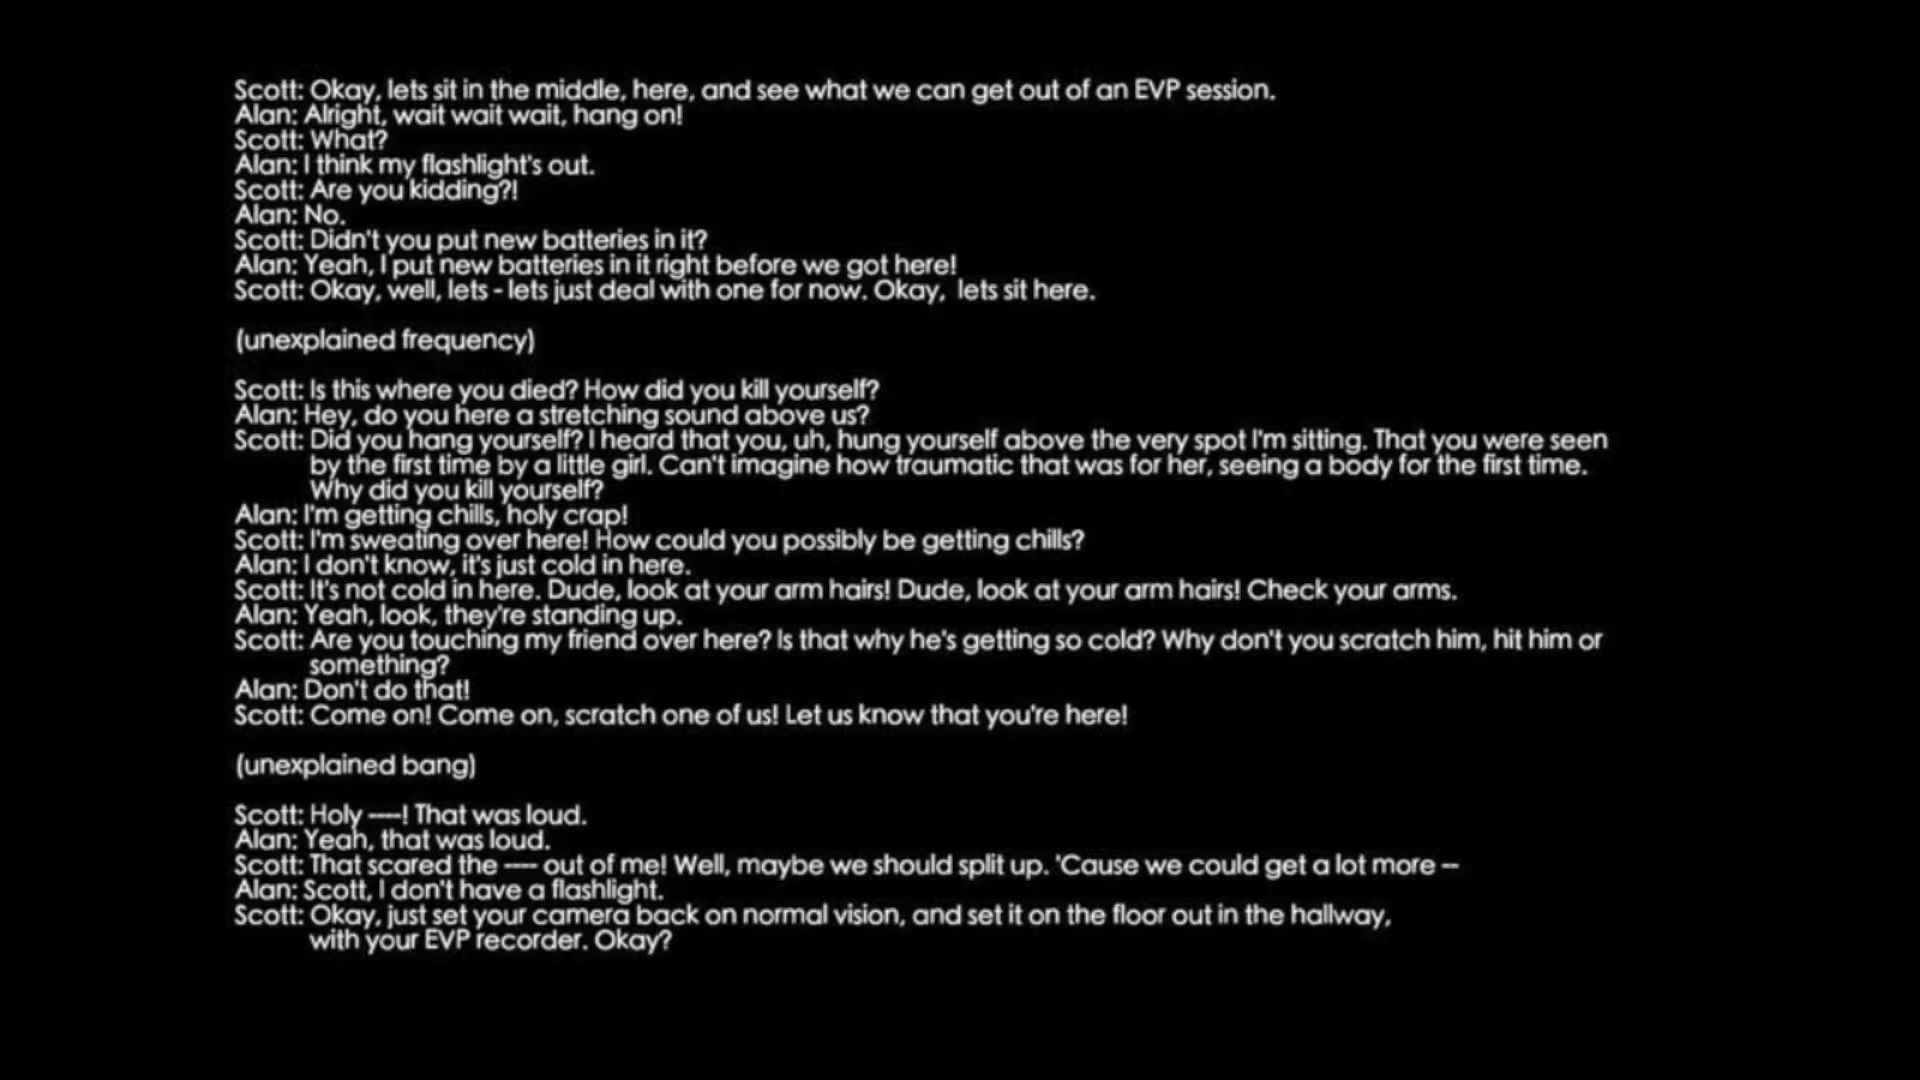 Scott: Okay, lets sit in the middle, here, and see what we can get out of an EVP session.
Alan: Alright, wait wait wait, hang on!
Scott: What?
Alan: I think my flashlight's out.
Scott: Are you kidding?!
Alan: No.
Scott: Didn't you put new batteries in it?
Alan: Yeah, I put new batteries in it right before we got here!
Scott: Okay, well, lets - lets just deal with one for now. Okay, lets sit here.
(unexplained frequency)
Scott: Is this where you died? How did you kill yourself?
Alan: Hey, do you here a stretching sound above us?
Scott: Did you hang yourself? I heard that you, uh, hung yourself above the very spot I'm sitting. That you were seen
by the first time by a little girl. Can't imagine how traumatic that was for her, seeing a body for the first time.
Why did you kill yourself?
Alan: I'm getting chills, holy crap!
Scott: I'm sweating over here! How could you possibly be getting chills?
Alan: I don't know, it's just cold in here.
Scott: It's not cold in here. Dude, look at your arm hairs! Dude, look at your arm hairs! Check your arms.
Alan: Yeah, look, they're standing up.
Scott: Are you touching my friend over here? Is that why he's getting so cold? Why don't you scratch him, hit him or
something?
Alan: Don't do that!
Scott: Come on! Come on, scratch one of us! Let us know that you're here!
(unexplained bang)
Scott: Holy ----! That was loud.
Alan: Yeah, that was loud.
Scott: That scared the ---- out of me! Well, maybe we should split up. 'Cause we could get a lot more --
Alan: Scott, I don't have a flashlight.
Scott: Okay, just set your camera back on normal vision, and set it on the floor out in the hallway,
with your EVP recorder. Okay?